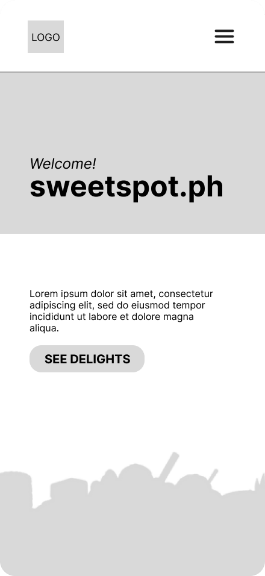 LOGO
Welcome!
sweetspot.ph
Lorem ipsum dolor sit amet, consectetur
adipiscing elit, sed do eiusmod tempor
incididunt ut labore et dolore magna
aliqua.
SEE DELIGHTS